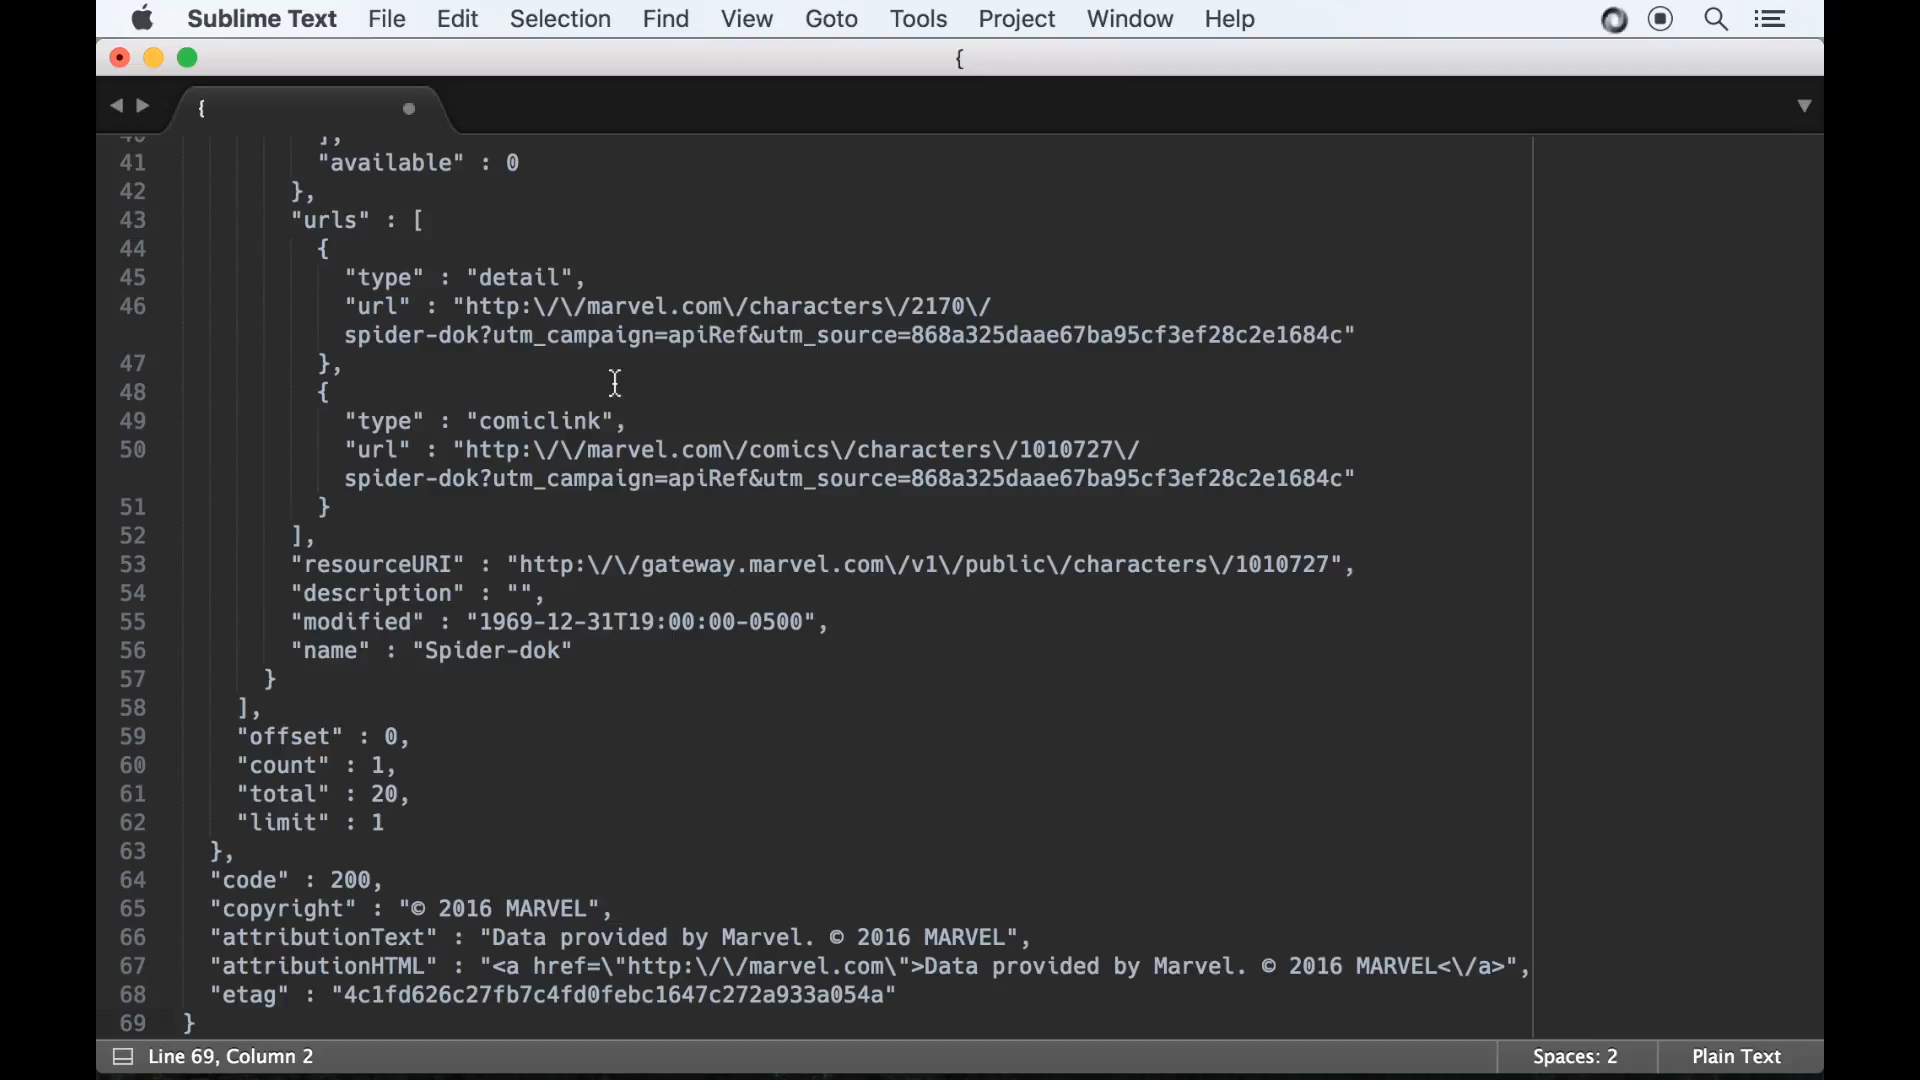 Sublime Text File Edit Selection Find View Goto Tools Project Window Help
{
{
40 ],
41 "available" : 0
42 },
43 "urls" : [
44 {
45 "type" : "detail",
46 "url" : "http:\/\/marvel.com\/characters\/2170\/
spider-dok?utm_campaign=apiRef&utm_source=868a325daae67ba95cf3ef28c2e1684c"
47 },
48 {
49 "type" : "comiclink",
50 "url" : "http:\/\/marvel.com\/comics\/characters\/1010727\/
spider-dok?utm_campaign=apiRef&utm_source=868a325daae67ba95cf3ef28c2e1684c"
51 }
52 ],
53 "resourceURI" : "http:\/\/gateway.marvel.com\/v1\/public\/characters\/1010727",
54 "description" : "",
55 "modified" : "1969-12-31T19:00:00-0500",
56 "name" : "Spider-dok"
57 }
58 ],
59 "offset" : 0,
60 "count" : 1,
61 "total" : 20,
62 "limit" : 1
63 },
64 "code" : 200,
65 "copyright" : "© 2016 MARVEL",
66 "attributionText" : "Data provided by Marvel. © 2016 MARVEL",
67 "attributionHTML" : "<a href=\"http:\/\/marvel.com\">Data provided by Marvel. © 2016 MARVEL<\/a>",
68 "etag" : "4c1fd626c27fb7c4fd0febc1647c272a933a054a"
69 }
Line 69, Column 2 Spaces: 2 Plain Text